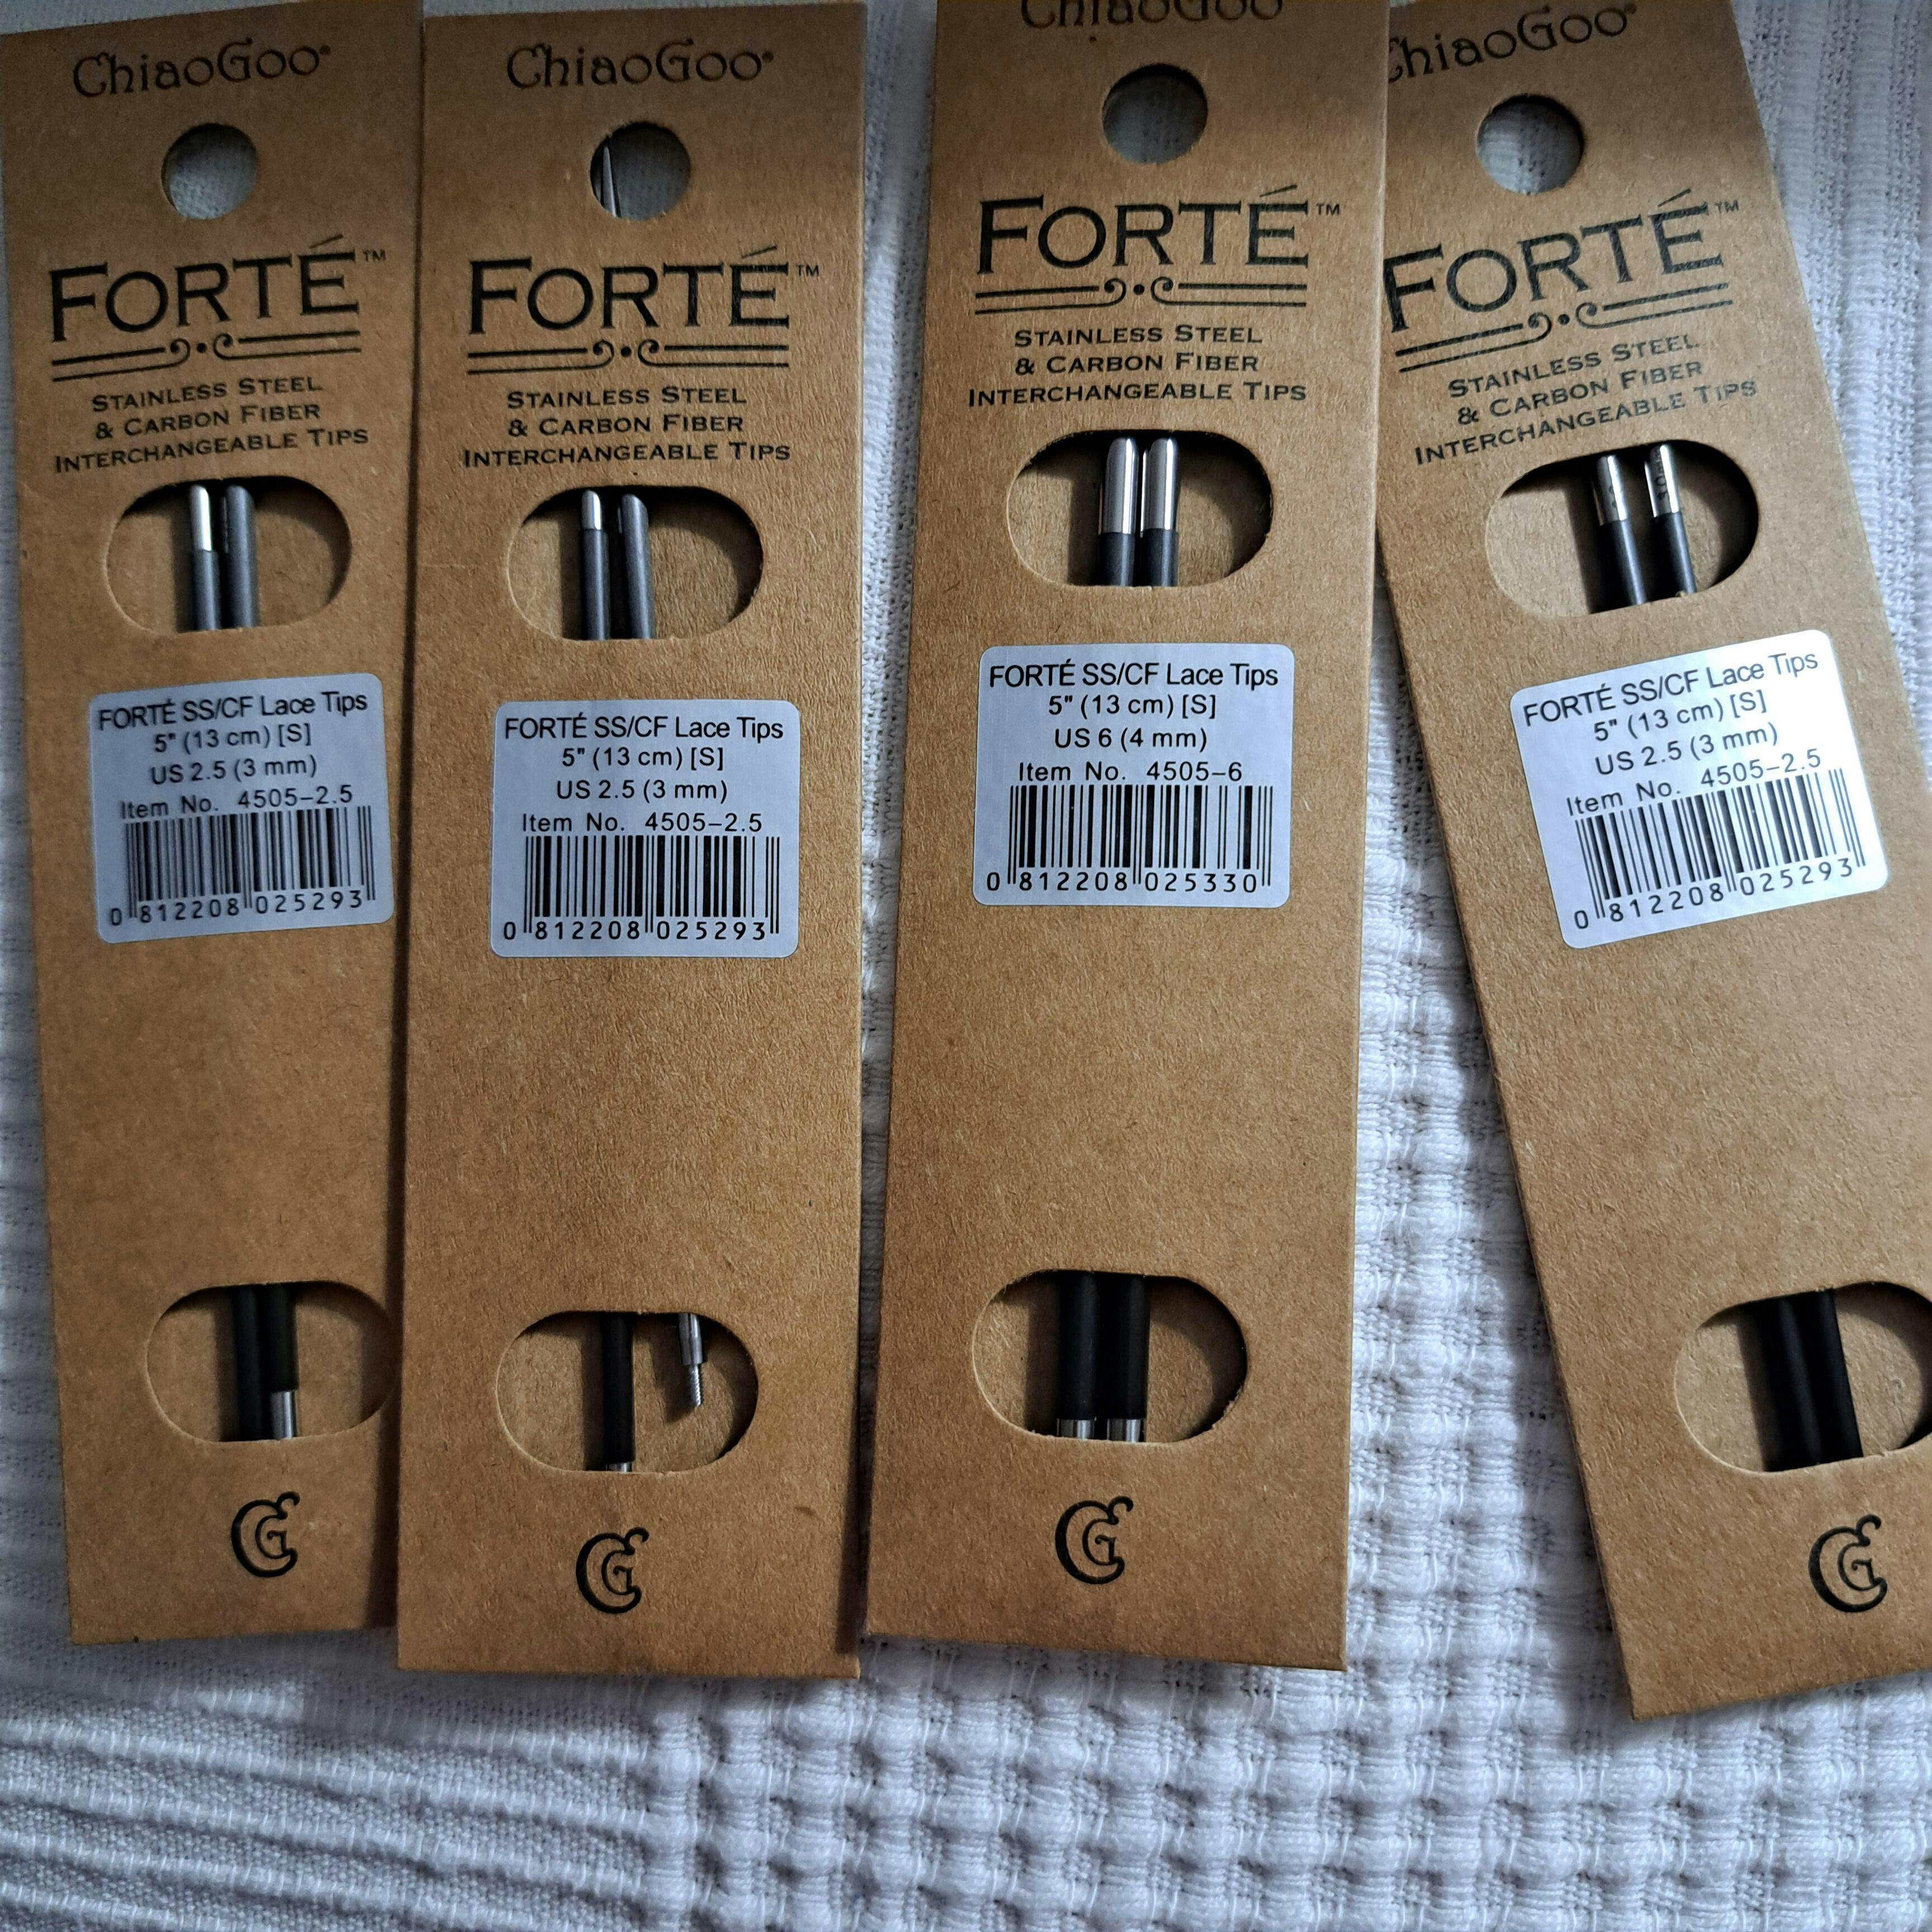 ChiaoGoo®
FORTÉ™
STAINLESS STEEL
& CARBON FIBER
INTERCHANGEABLE TIPS
FORTÉ SS/CF Lace Tips
5" (13 cm) [S]
US 2.5 (3 mm)
Item No. 4505-2.5
0 812208 025293
CG
ChiaoGoo®
FORTÉ™
STAINLESS STEEL
& CARBON FIBER
INTERCHANGEABLE TIPS
FORTÉ SS/CF Lace Tips
5" (13 cm) [S]
US 2.5 (3 mm)
Item No. 4505-2.5
0 812208 025293
CG
ChiaoGoo
FORTÉ™
STAINLESS STEEL
& CARBON FIBER
INTERCHANGEABLE TIPS
FORTÉ SS/CF Lace Tips
5" (13 cm) [S]
US 6 (4 mm)
Item No. 4505-6
0 812208 025330
CG
ChiaoGoo®
FORTÉ™
STAINLESS STEEL
& CARBON FIBER
INTERCHANGEABLE TIPS
FORTÉ SS/CF Lace Tips
5" (13 cm) [S]
US 2.5 (3 mm)
Item No. 4505-2.5
0 812208 025293
CG